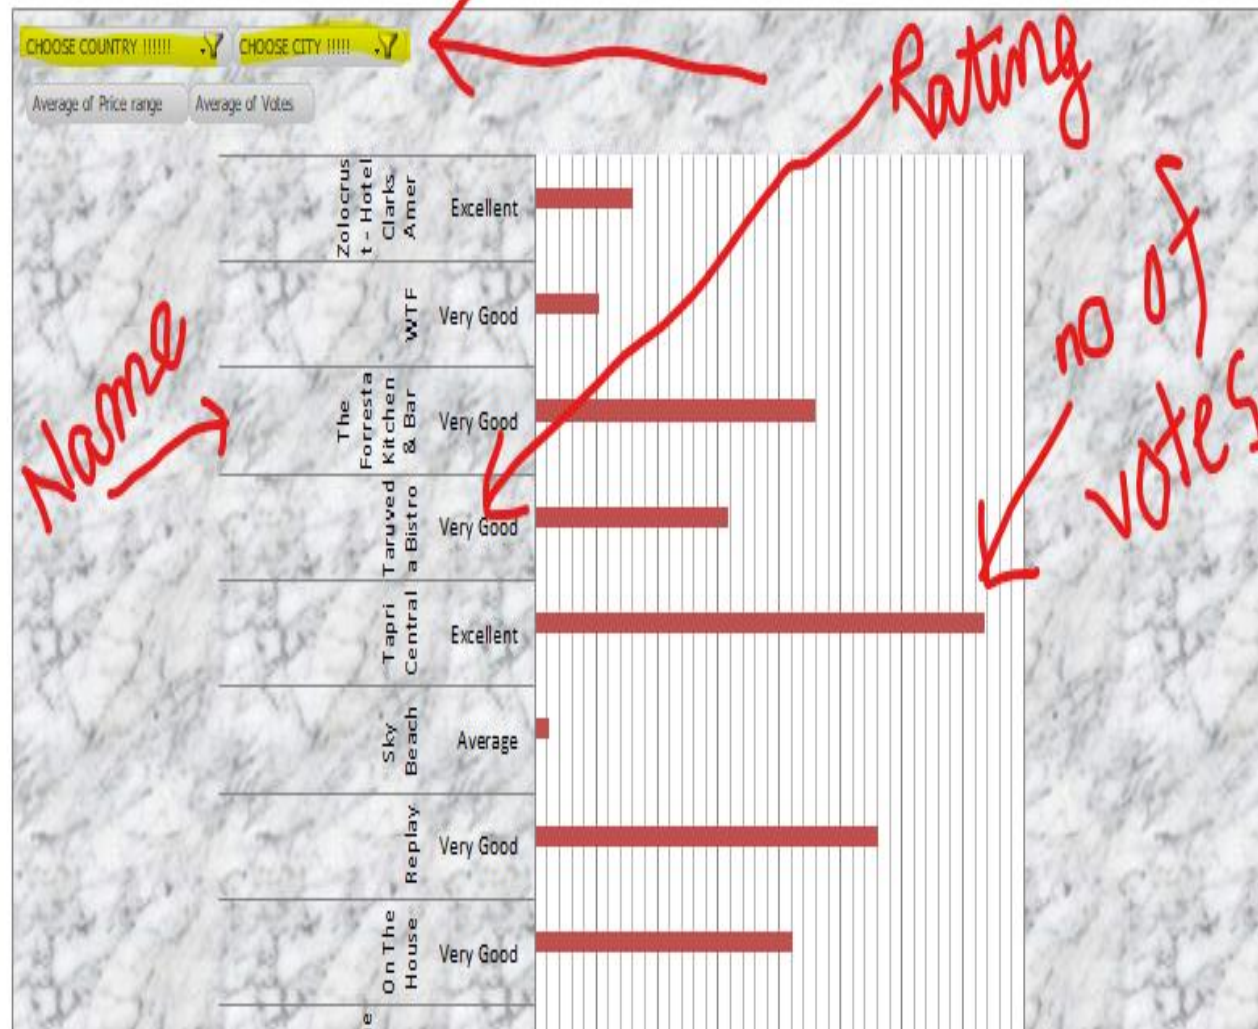 CHOOSE COUNTRY !!!!!! CHOOSE CITY !!!!!
Average of Price range Average of Votes
Rating
no of
votes
Name
Zolocrus
t - Hotel
Clarks
Amer
Excellent
WTF
Very Good
The
Forresta
Kitchen
& Bar
Very Good
Taruved
a Bistro
Very Good
Tapri
Central
Excellent
Sky
Beach
Average
Replay
Very Good
On The
House
Very Good
e